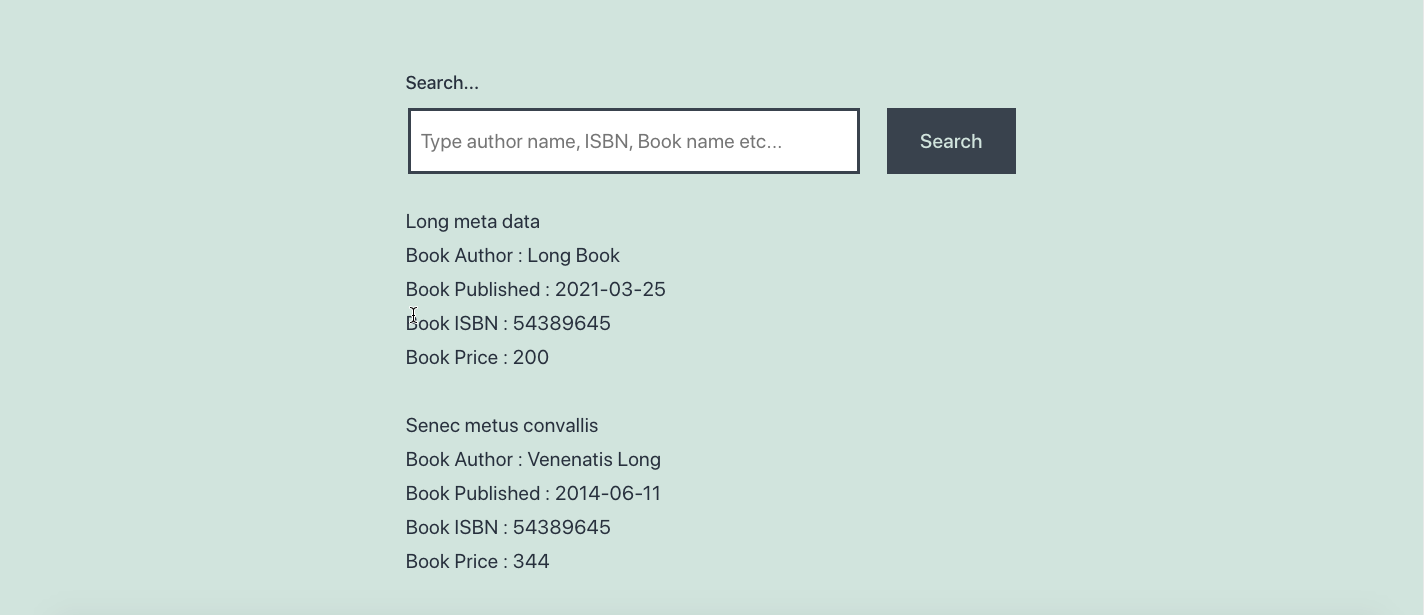 Search...
Type author name, ISBN, Book name etc...
Search
Long meta data
Book Author : Long Book
Book Published : 2021-03-25
Book ISBN : 54389645
Book Price : 200
Senec metus convallis
Book Author : Venenatis Long
Book Published : 2014-06-11
Book ISBN : 54389645
Book Price : 344